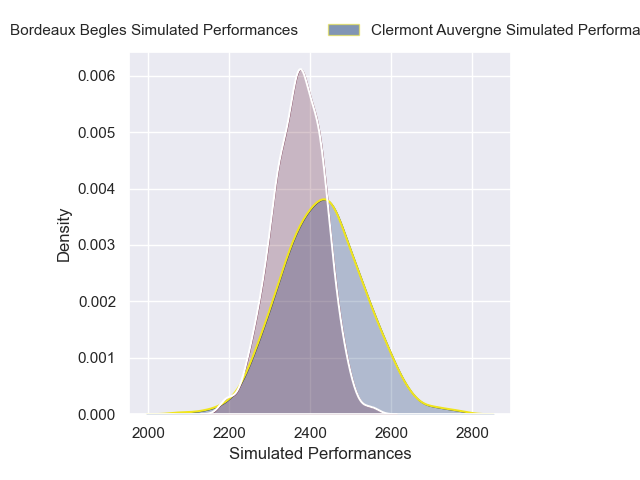 Bordeaux Begles Simulated Performances
Clermont Auvergne Simulated Performa
0.006
0.005
0.004
0.003
0.002
0.001
0.000
Density
2000 2200 2400 2600 2800
Simulated Performances